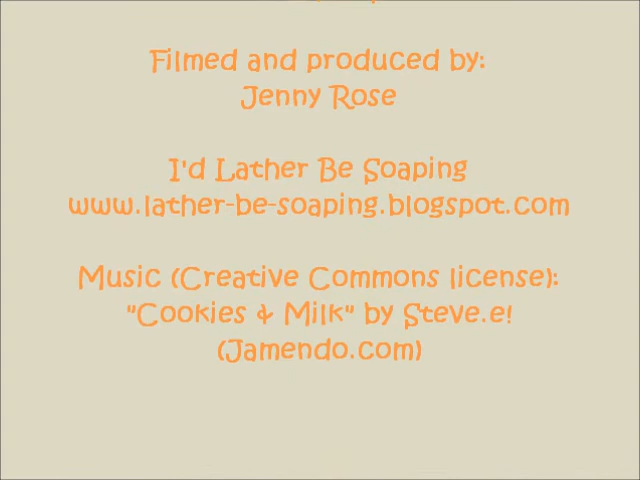 Filmed and produced by:
Jenny Rose
I'd Lather Be Soaping
www.lather-be-soaping.blogspot.com
Music (Creative Commons license):
"Cookies & Milk" by Steve.e!
(Jamendo.com)